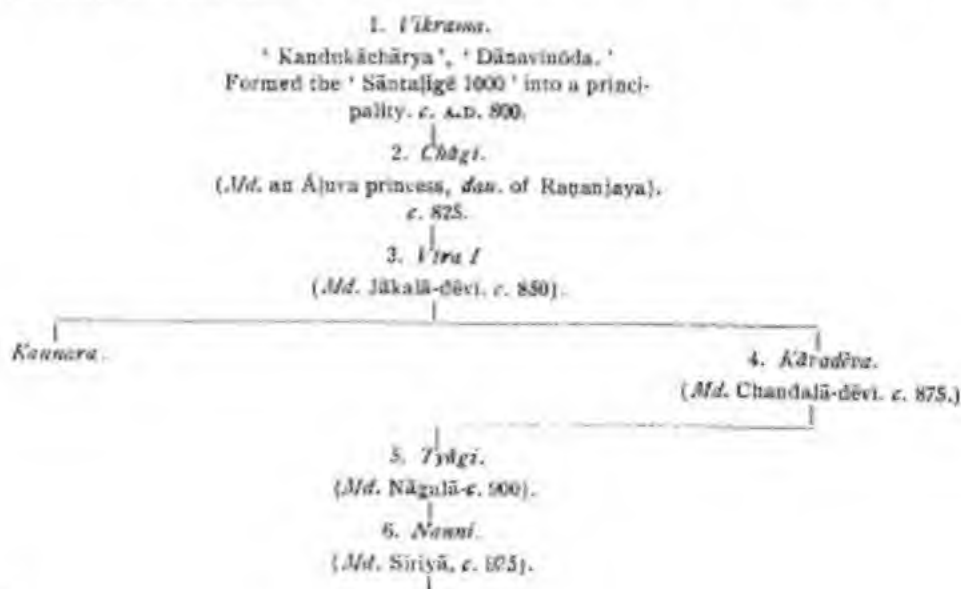 1. Vikrama.
' Kandukāchārya ', ' Dānavinōda. '
Formed the ' Sāntaḷigē 1000 ' into a princi-
pality. c. A.D. 800.
2. Chāgi.
(Md. an Āḷuva princess, dau. of Raṇanjaya).
c. 825.
3. Vīra I
(Md. Jākalā-dēvi. c. 850).
Kannara.
4. Kāvadēva.
(Md. Chandalā-dēvi. c. 875.)
5. Tyāgi.
(Md. Nāgulā-c. 900).
6. Nanni.
(Md. Siriyā, c. 925).